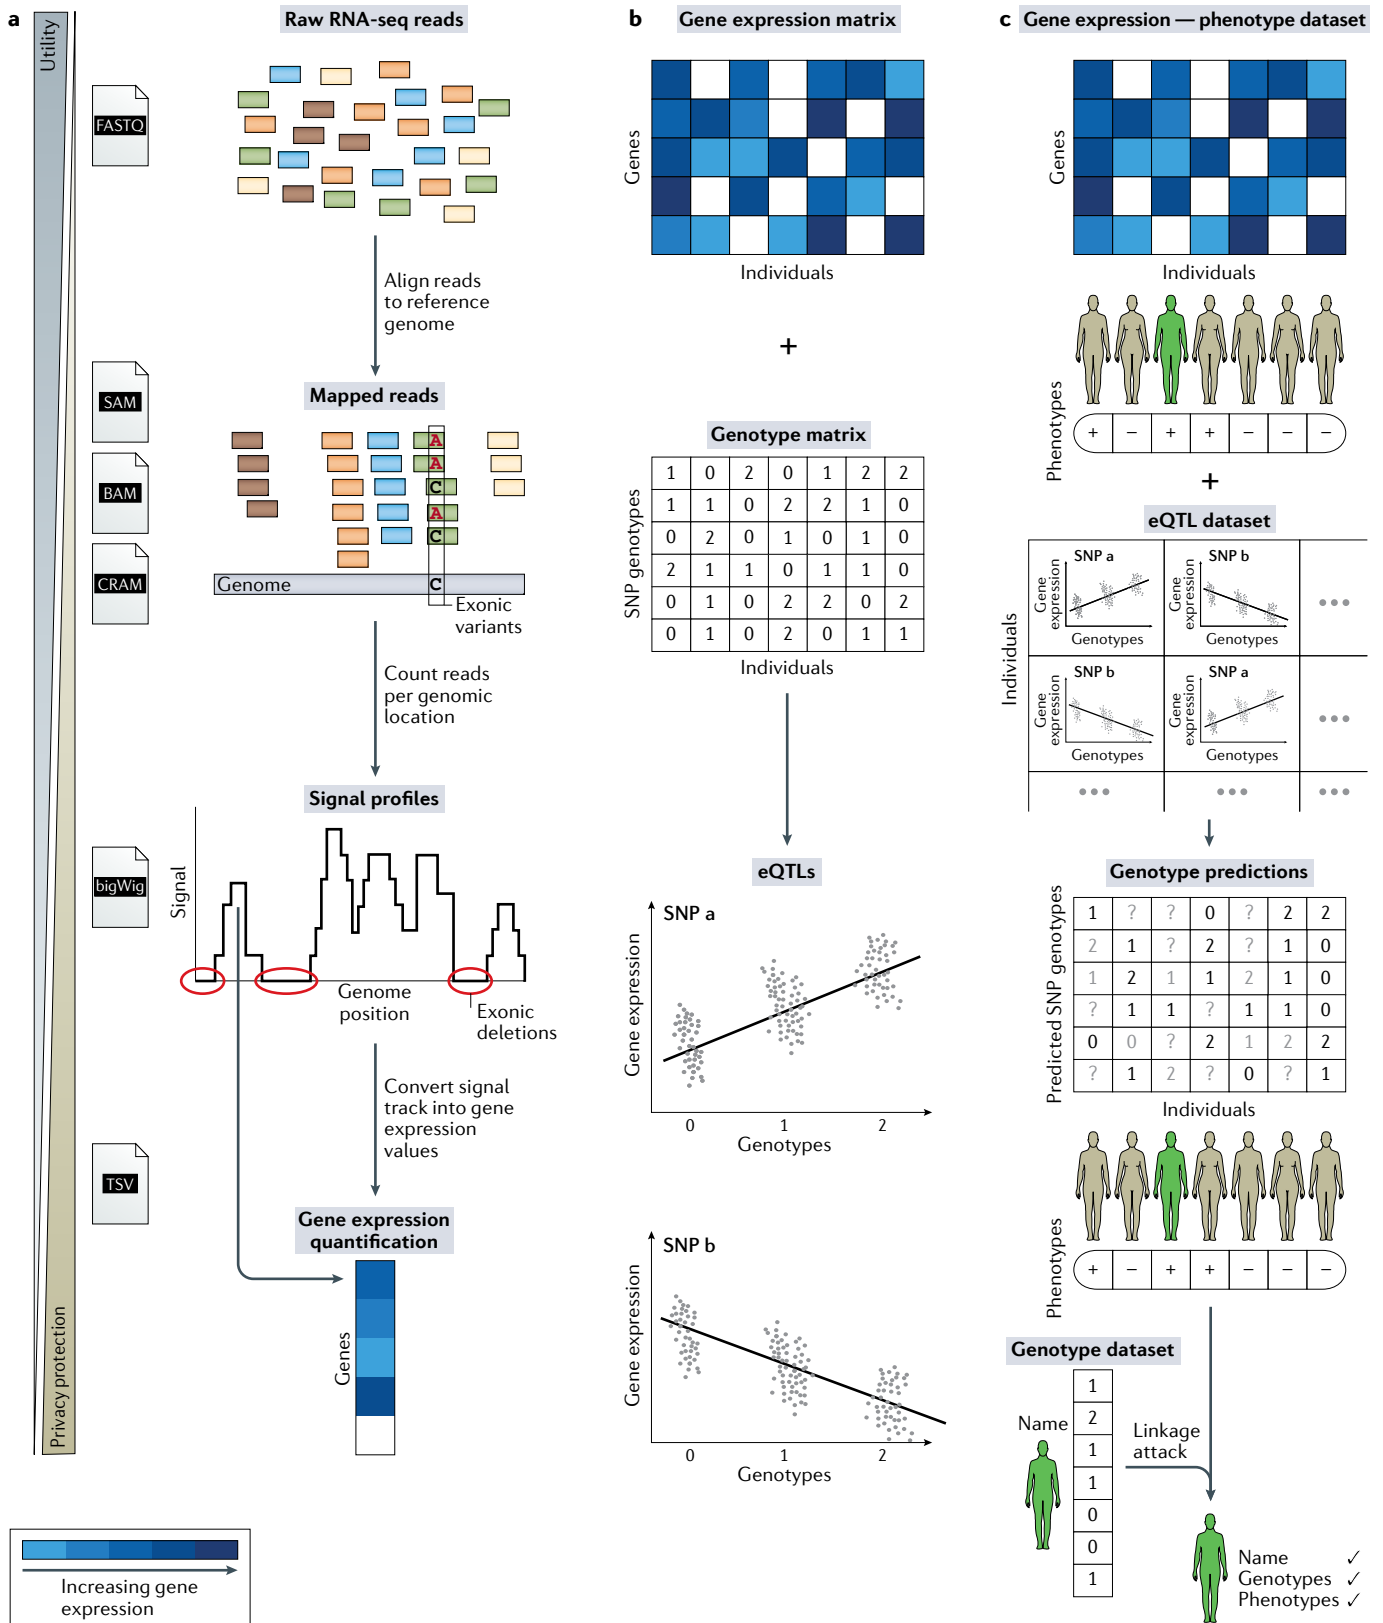 a
Utility
Privacy protection
Raw RNA-seq reads
FASTQ
Align reads
to reference
genome
SAM
BAM
CRAM
Mapped reads
A
A
C
A
C
Genome
C
Exonic
variants
Count reads
per genomic
location
Signal profiles
bigWig
Signal
Genome
position
Exonic
deletions
Convert signal
track into gene
expression
values
TSV
Gene expression
quantification
Genes
Increasing gene
expression
b
Gene expression matrix
Genes
Individuals
+
Genotype matrix
SNP genotypes
1 0 2 0 1 2 2
1 1 0 2 2 1 0
0 2 0 1 0 1 0
2 1 1 0 1 1 0
0 1 0 2 2 0 2
0 1 0 2 0 1 1
Individuals
eQTLs
SNP a
Gene expression
0 1 2
Genotypes
SNP b
Gene expression
0 1 2
Genotypes
c
Gene expression — phenotype dataset
Genes
Individuals
Phenotypes
+ − + + − − −
+
eQTL dataset
Individuals
SNP a
Gene
expression
Genotypes
SNP b
Gene
expression
Genotypes
•••
SNP b
Gene
expression
Genotypes
SNP a
Gene
expression
Genotypes
•••
••• ••• •••
Genotype predictions
Predicted SNP genotypes
1 ? ? 0 ? 2 2
2 1 ? 2 ? 1 0
1 2 1 1 2 1 0
? 1 1 ? 1 1 0
0 0 ? 2 1 2 2
? 1 2 ? 0 ? 1
Individuals
Phenotypes
+ − + + − − −
Genotype dataset
Name
1
2
1
1
0
0
1
Linkage
attack
Name ✓
Genotypes ✓
Phenotypes ✓